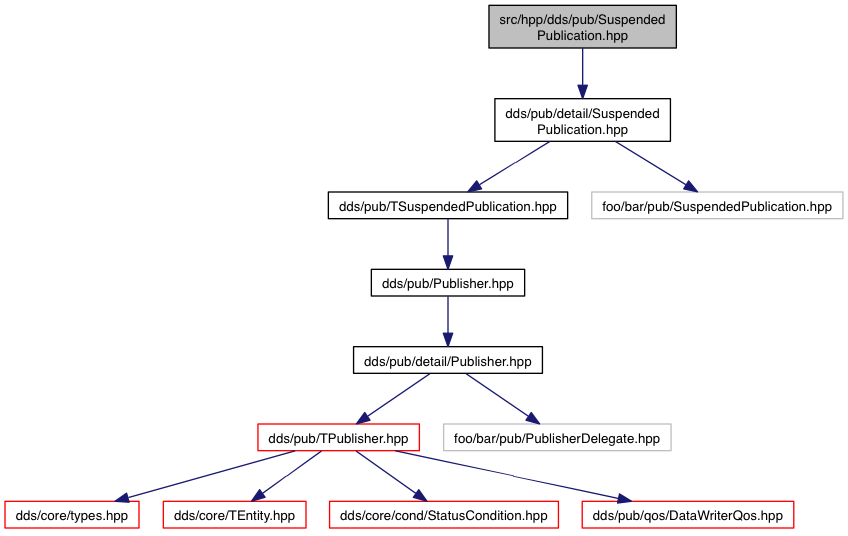 src/hpp/dds/pub/Suspended
Publication.hpp
dds/pub/detail/Suspended
Publication.hpp
dds/pub/TSuspendedPublication.hpp
foo/bar/pub/SuspendedPublication.hpp
dds/pub/Publisher.hpp
dds/pub/detail/Publisher.hpp
dds/pub/TPublisher.hpp
foo/bar/pub/PublisherDelegate.hpp
dds/core/types.hpp
dds/core/TEntity.hpp
dds/core/cond/StatusCondition.hpp
dds/pub/qos/DataWriterQos.hpp